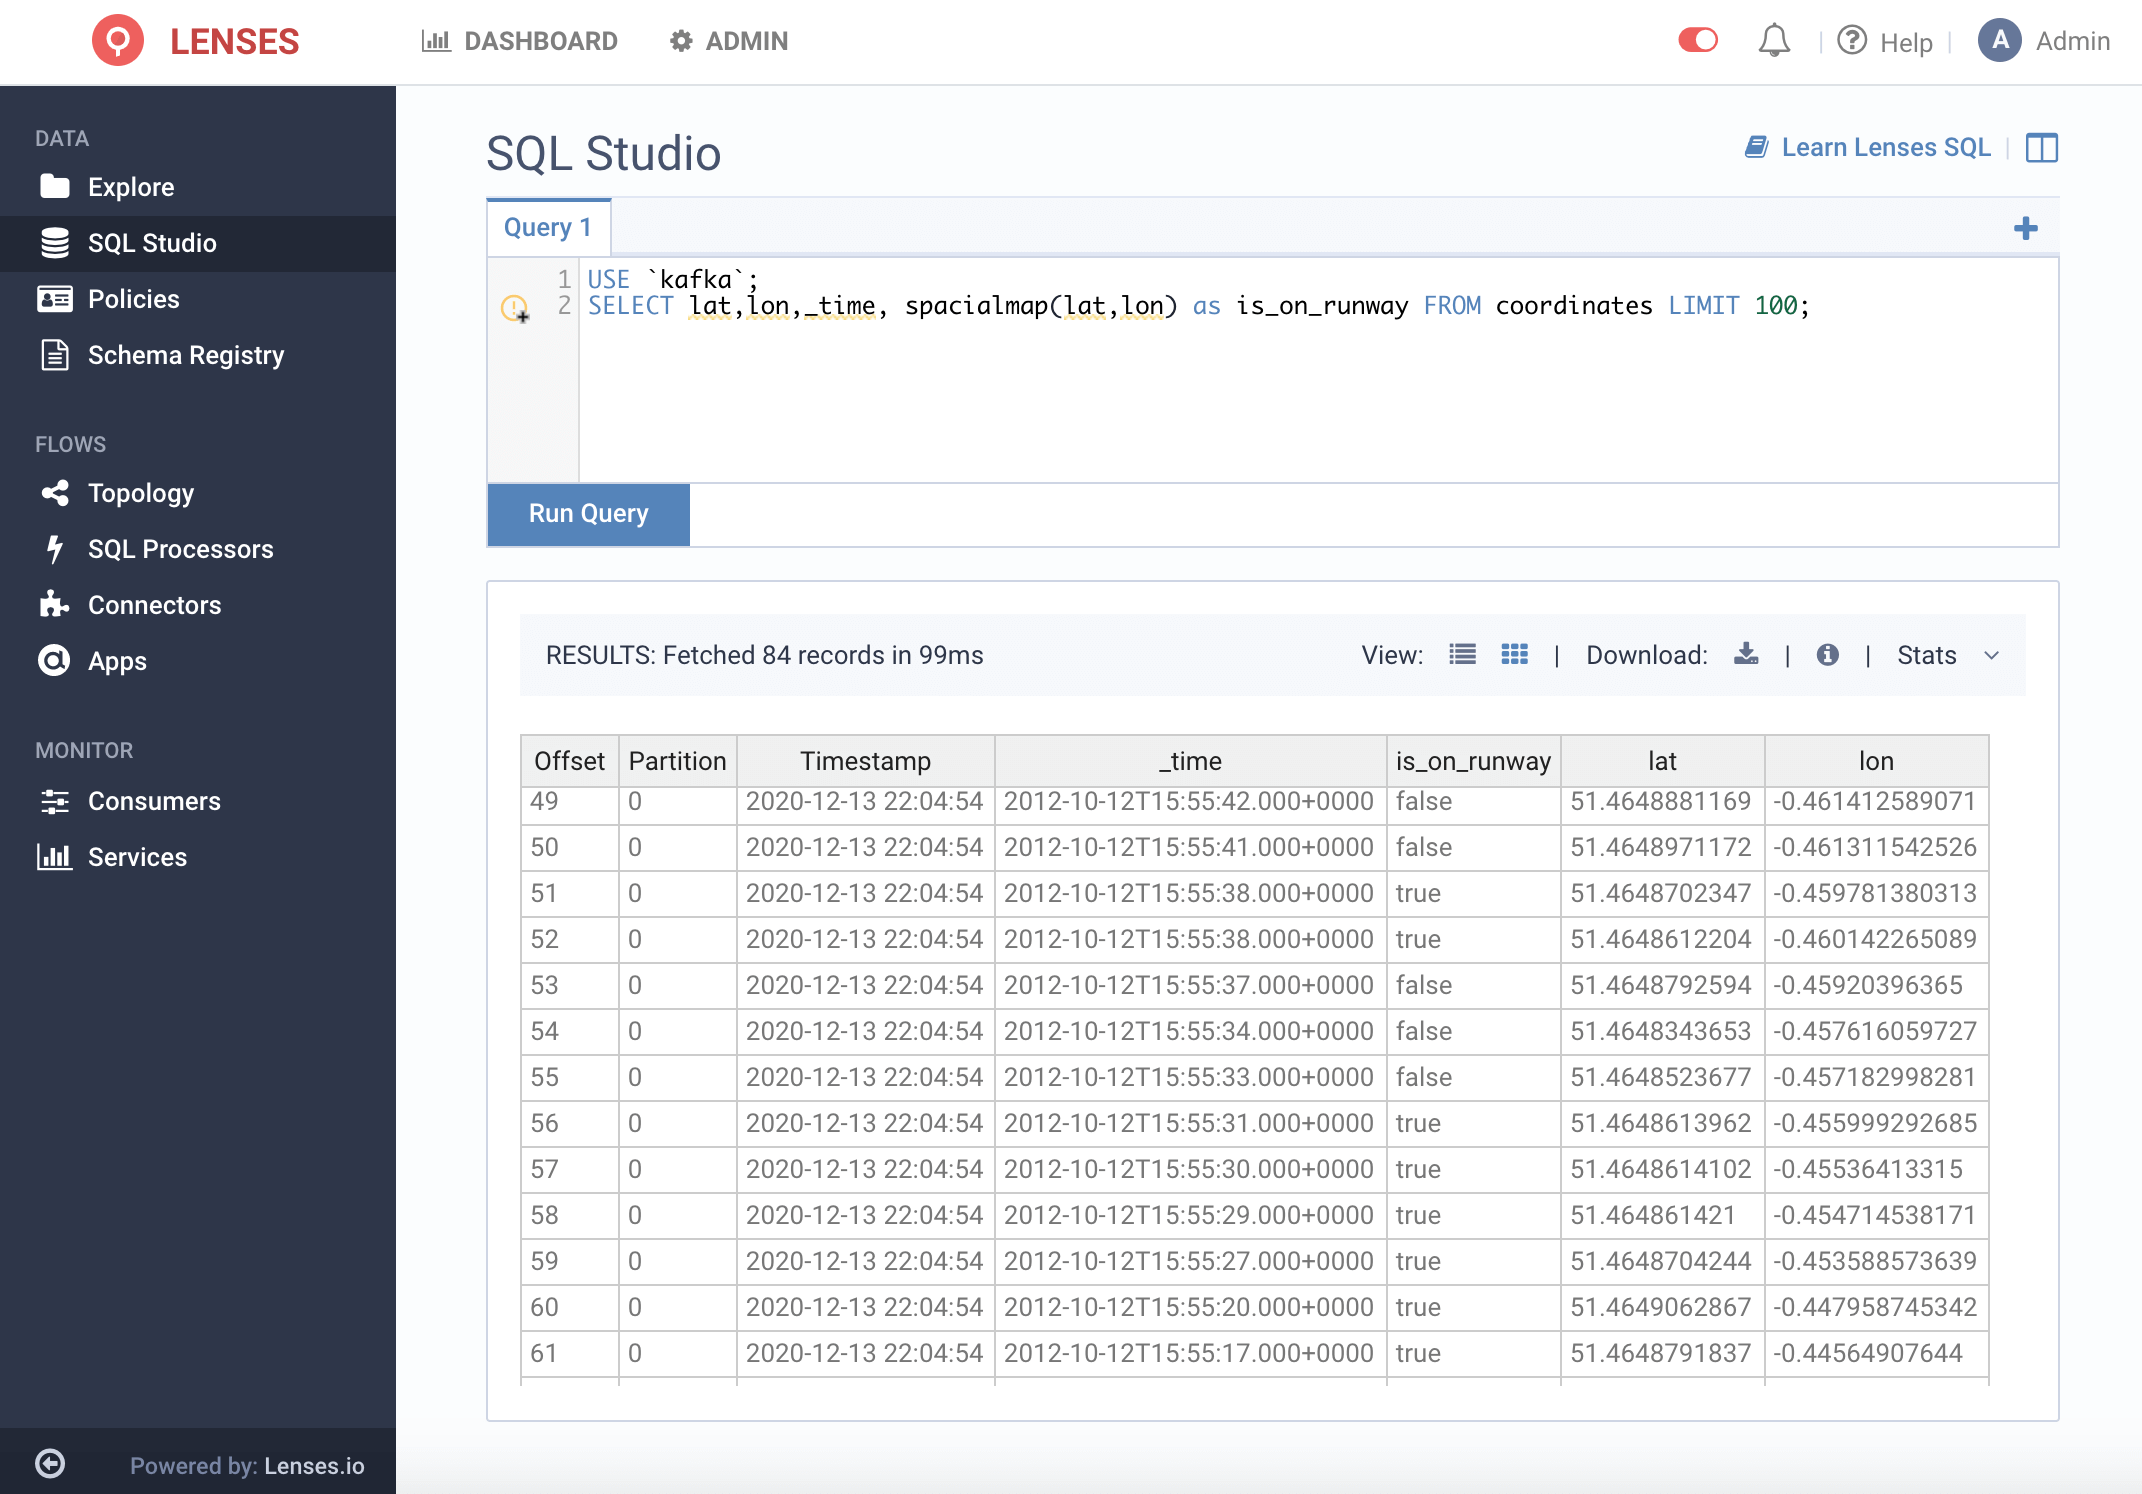 LENSES
DASHBOARD
ADMIN
Help
A
Admin
DATA
Explore
SQL Studio
Policies
Schema Registry
FLOWS
Topology
SQL Processors
Connectors
Apps
MONITOR
Consumers
Services
Powered by: Lenses.io
SQL Studio
Learn Lenses SQL
Query 1
1 USE `kafka`;
2 SELECT lat,lon,_time, spacialmap(lat,lon) as is_on_runway FROM coordinates LIMIT 100;
Run Query
RESULTS: Fetched 84 records in 99ms
View: | Download: | | Stats
Offset Partition Timestamp _time is_on_runway lat lon
49 0 2020-12-13 22:04:54 2012-10-12T15:55:42.000+0000 false 51.4648881169 -0.461412589071
50 0 2020-12-13 22:04:54 2012-10-12T15:55:41.000+0000 false 51.4648971172 -0.461311542526
51 0 2020-12-13 22:04:54 2012-10-12T15:55:38.000+0000 true 51.4648702347 -0.459781380313
52 0 2020-12-13 22:04:54 2012-10-12T15:55:38.000+0000 true 51.4648612204 -0.460142265089
53 0 2020-12-13 22:04:54 2012-10-12T15:55:37.000+0000 false 51.4648792594 -0.45920396365
54 0 2020-12-13 22:04:54 2012-10-12T15:55:34.000+0000 false 51.4648343653 -0.457616059727
55 0 2020-12-13 22:04:54 2012-10-12T15:55:33.000+0000 false 51.4648523677 -0.457182998281
56 0 2020-12-13 22:04:54 2012-10-12T15:55:31.000+0000 true 51.4648613962 -0.455999292685
57 0 2020-12-13 22:04:54 2012-10-12T15:55:30.000+0000 true 51.4648614102 -0.45536413315
58 0 2020-12-13 22:04:54 2012-10-12T15:55:29.000+0000 true 51.464861421 -0.454714538171
59 0 2020-12-13 22:04:54 2012-10-12T15:55:27.000+0000 true 51.4648704244 -0.453588573639
60 0 2020-12-13 22:04:54 2012-10-12T15:55:20.000+0000 true 51.4649062867 -0.447958745342
61 0 2020-12-13 22:04:54 2012-10-12T15:55:17.000+0000 true 51.4648791837 -0.44564907644